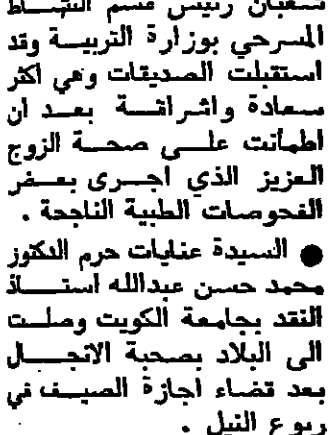 شعبان رئيس قسم النشاط
المسرحي بوزارة التربية وقد
استقبلت الصديقات وهي اكثر
سعادة واشراقة بعد ان
اطمأنت على صحة الزوج
العزيز الذي اجرى بعض
الفحوصات الطبية الناجحة .
● السيدة عنايات حرم الدكتور
محمد حسن عبدالله استاذ
النقد بجامعة الكويت وصلت
الى البلاد بصحبة الانجال
بعد قضاء اجازة الصيف في
ربوع النيل .